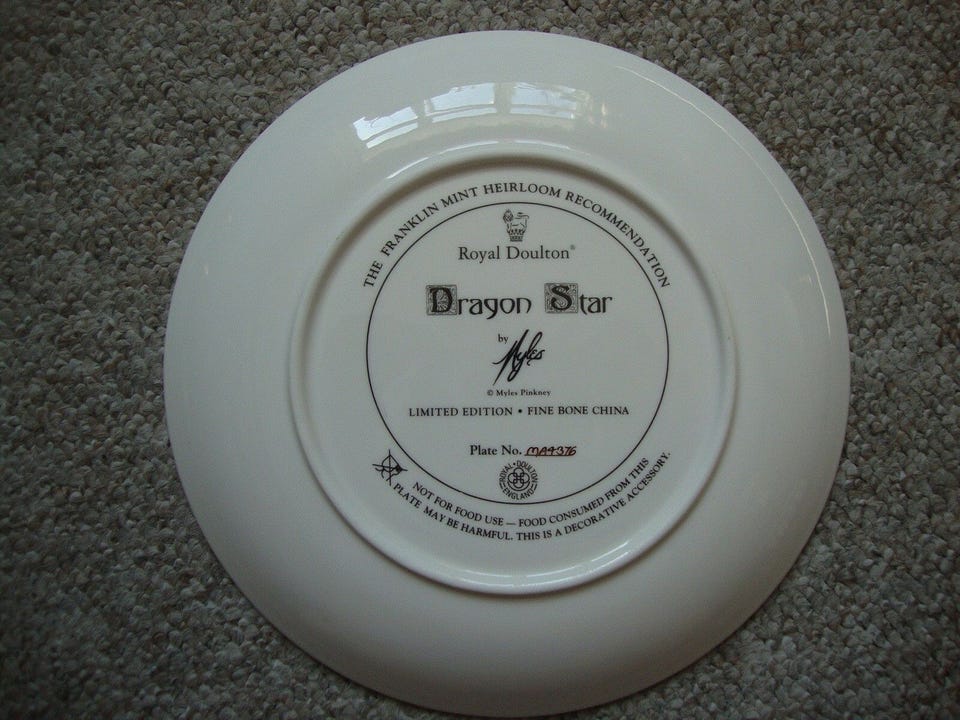 THE FRANKLIN MINT HEIRLOOM RECOMMENDATION
Royal Doulton®
Dragon Star
by Myles
© Myles Pinkney
LIMITED EDITION • FINE BONE CHINA
Plate No. MA4376
ROYAL • DOULTON
ENGLAND
NOT FOR FOOD USE — FOOD CONSUMED FROM THIS
PLATE MAY BE HARMFUL. THIS IS A DECORATIVE ACCESSORY.